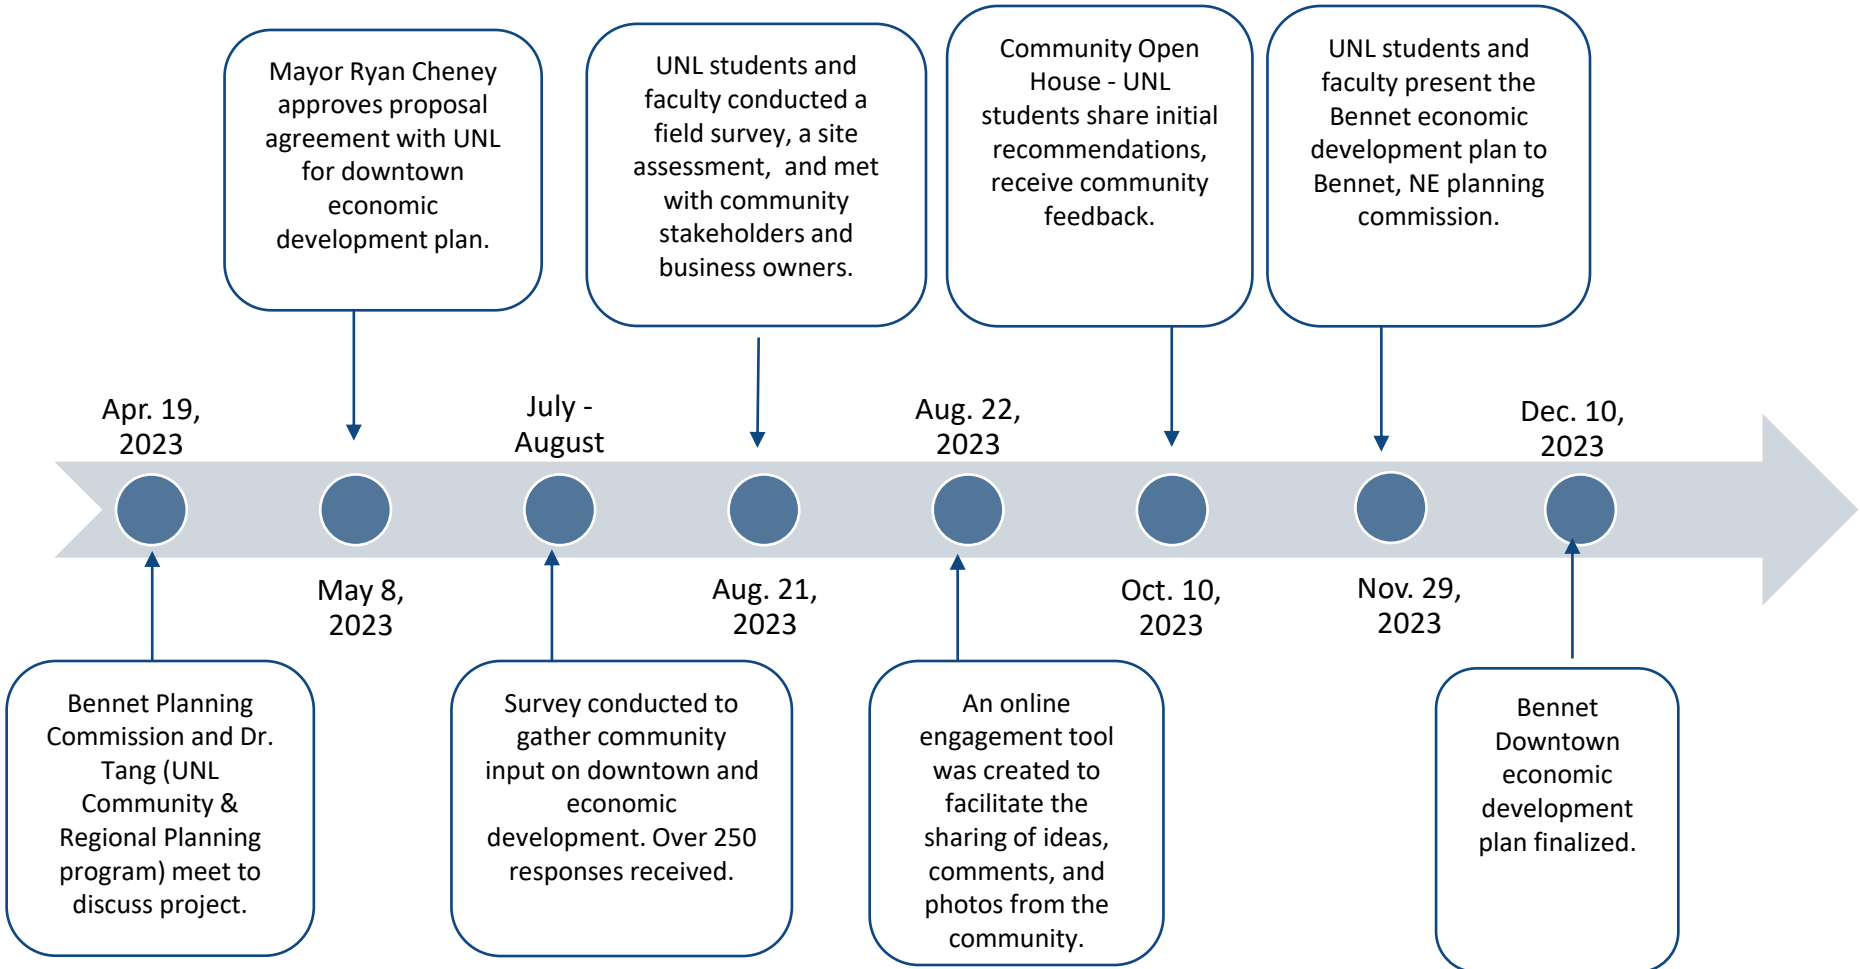 Mayor Ryan Cheney
approves proposal
agreement with UNL
for downtown
economic
development plan.
UNL students and
faculty conducted a
field survey, a site
assessment,  and met
with community
stakeholders and
business owners.
Community Open
House - UNL
students share initial
recommendations,
receive community
feedback.
UNL students and
faculty present the
Bennet economic
development plan to
Bennet, NE planning
commission.
Apr. 19,
2023
July -
August
Aug. 22,
2023
Dec. 10,
2023
May 8,
2023
Aug. 21,
2023
Oct. 10,
2023
Nov. 29,
2023
Bennet Planning
Commission and Dr.
Tang (UNL
Community &
Regional Planning
program) meet to
discuss project.
Survey conducted to
gather community
input on downtown and
economic
development. Over 250
responses received.
An online
engagement tool
was created to
facilitate the
sharing of ideas,
comments, and
photos from the
community.
Bennet
Downtown
economic
development
plan finalized.